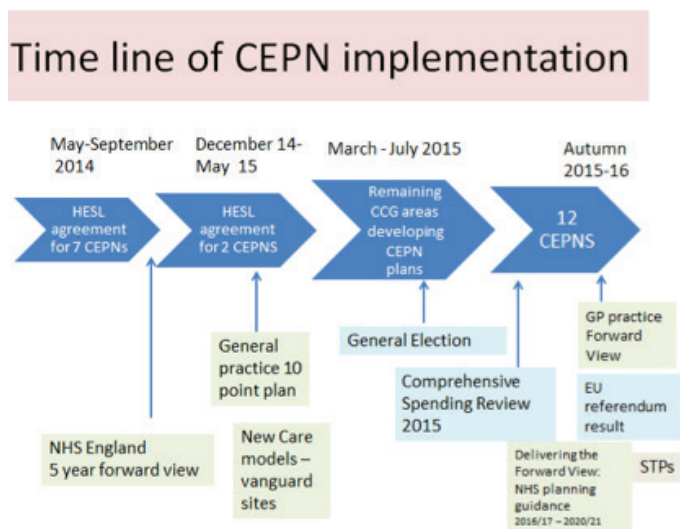 Time line of CEPN implementation
May-September
2014
December 14-
May 15
March - July 2015
Autumn
2015-16
HESL
agreement
for 7 CEPNs
HESL
agreement
for 2 CEPNS
Remaining
CCG areas
developing
CEPN
plans
12
CEPNS
General Election
GP practice
Forward
View
General
practice 10
point plan
Comprehensive
Spending Review
2015
EU
referendum
result
NHS England
5 year forward view
New Care
models –
vanguard
sites
Delivering the
Forward View:
NHS planning
guidance
2016/17 – 2020/21
STPs